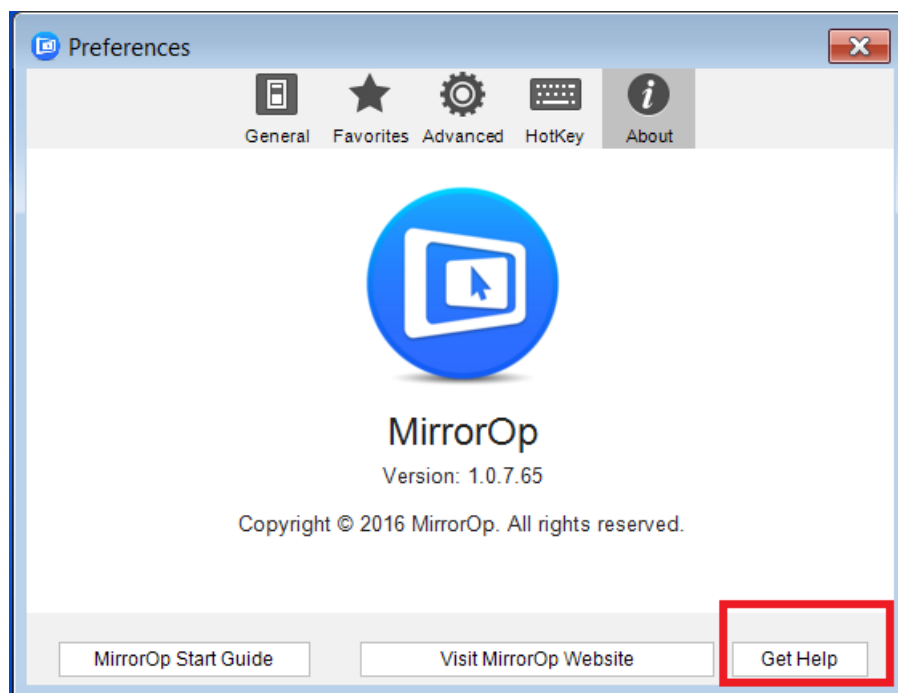 Preferences
General Favorites Advanced HotKey About
MirrorOp
Version: 1.0.7.65
Copyright © 2016 MirrorOp. All rights reserved.
MirrorOp Start Guide Visit MirrorOp Website Get Help